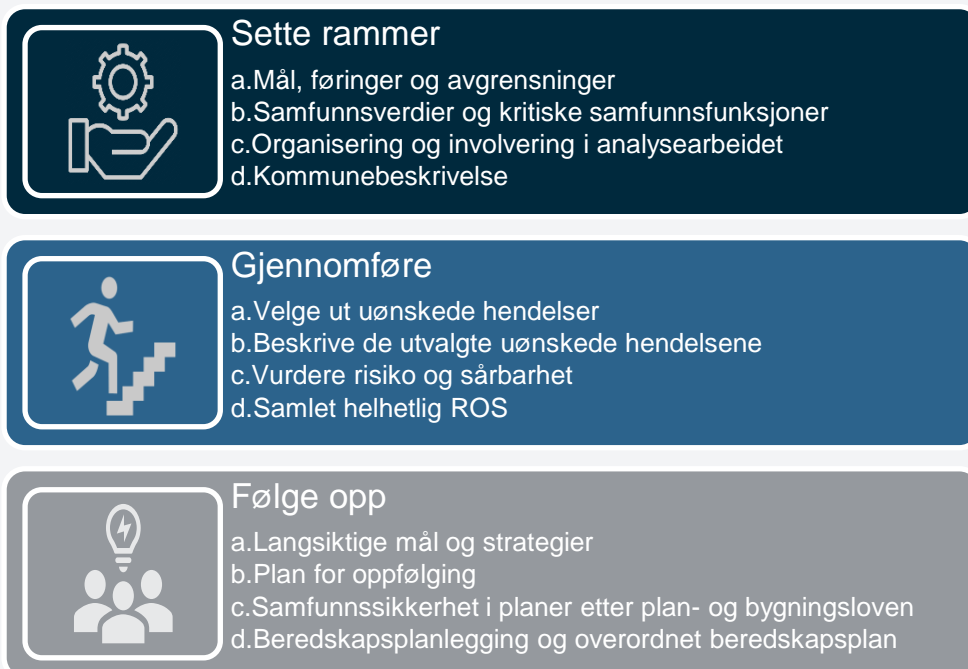 Sette rammer
a.Mål, føringer og avgrensninger
b.Samfunnsverdier og kritiske samfunnsfunksjoner
c.Organisering og involvering i analysearbeidet
d.Kommunebeskrivelse
Gjennomføre
a.Velge ut uønskede hendelser
b.Beskrive de utvalgte uønskede hendelsene
c.Vurdere risiko og sårbarhet
d.Samlet helhetlig ROS
Følge opp
a.Langsiktige mål og strategier
b.Plan for oppfølging
c.Samfunnssikkerhet i planer etter plan- og bygningsloven
d.Beredskapsplanlegging og overordnet beredskapsplan